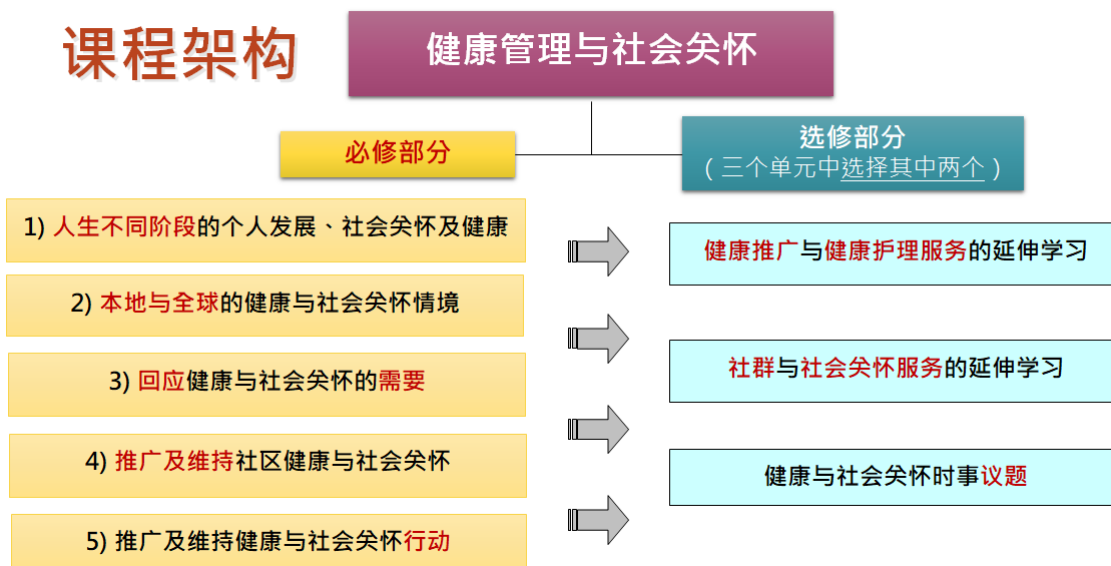 课程架构
健康管理与社会关怀
必修部分
选修部分
（三个单元中选择其中两个）
1) 人生不同阶段的个人发展、社会关怀及健康
2) 本地与全球的健康与社会关怀情境
3) 回应健康与社会关怀的需要
4) 推广及维持社区健康与社会关怀
5) 推广及维持健康与社会关怀行动
健康推广与健康护理服务的延伸学习
社群与社会关怀服务的延伸学习
健康与社会关怀时事议题